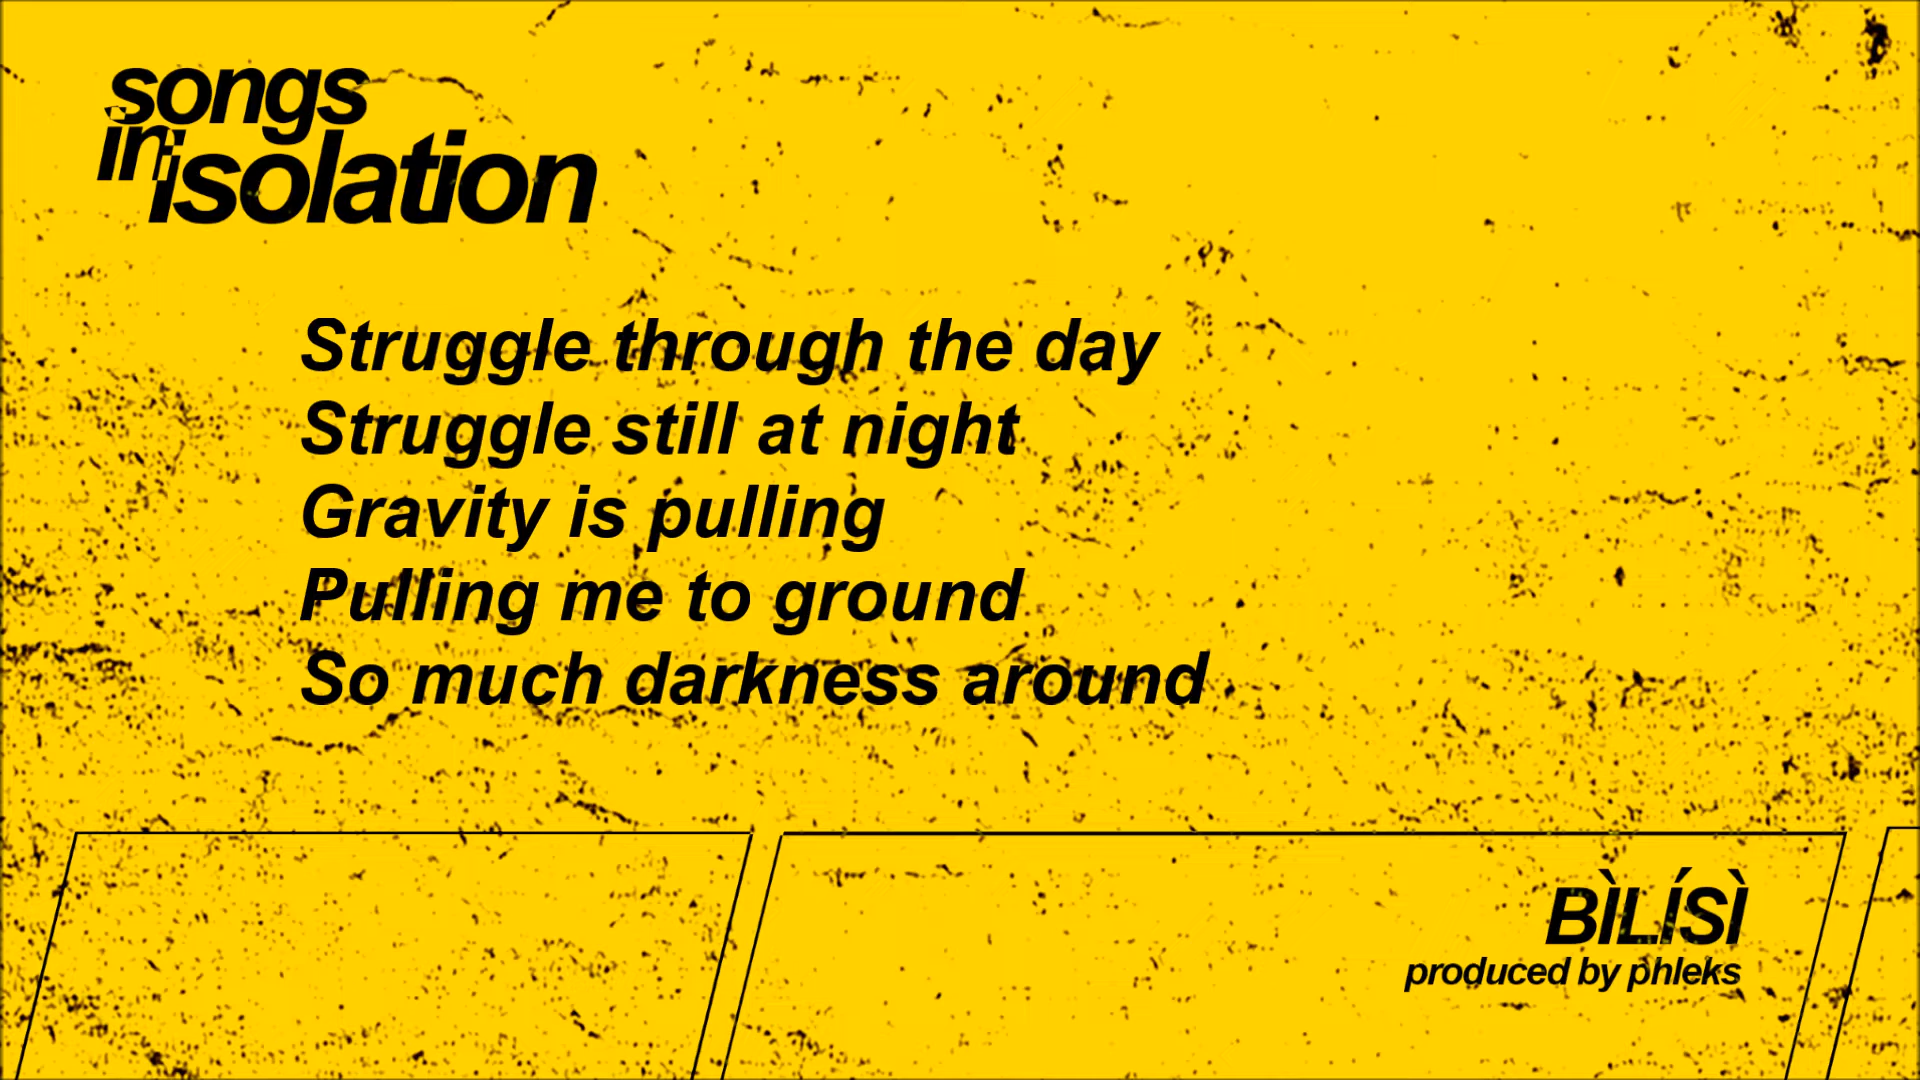 songs
in
isolation
Struggle through the day
Struggle still at night
Gravity is pulling
Pulling me to ground
So much darkness around
BÌLÍSÌ
produced by phleks